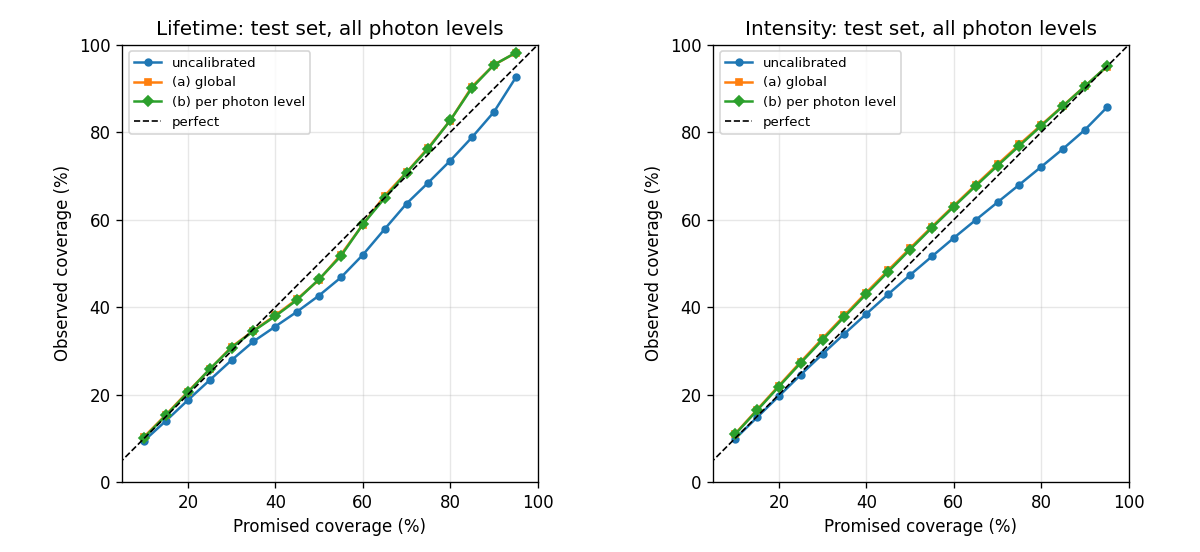 Lifetime: test set, all photon levels
100
80
60
40
20
0
20
40
60
80
100
Observed coverage (%)
Promised coverage (%)
uncalibrated
(a) global
(b) per photon level
perfect
Intensity: test set, all photon levels
100
80
60
40
20
0
20
40
60
80
100
Observed coverage (%)
Promised coverage (%)
uncalibrated
(a) global
(b) per photon level
perfect